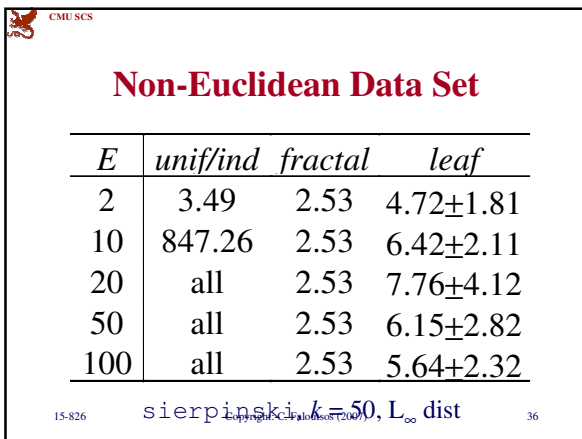 CMU SCS
Non-Euclidean Data Set
E unif/ind fractal leaf
2 3.49 2.53 4.72±1.81
10 847.26 2.53 6.42±2.11
20 all 2.53 7.76±4.12
50 all 2.53 6.15±2.82
100 all 2.53 5.64±2.32
sierpinski, k = 50, L∞ dist
15-826 Copyright: C. Faloutsos (2007) 36